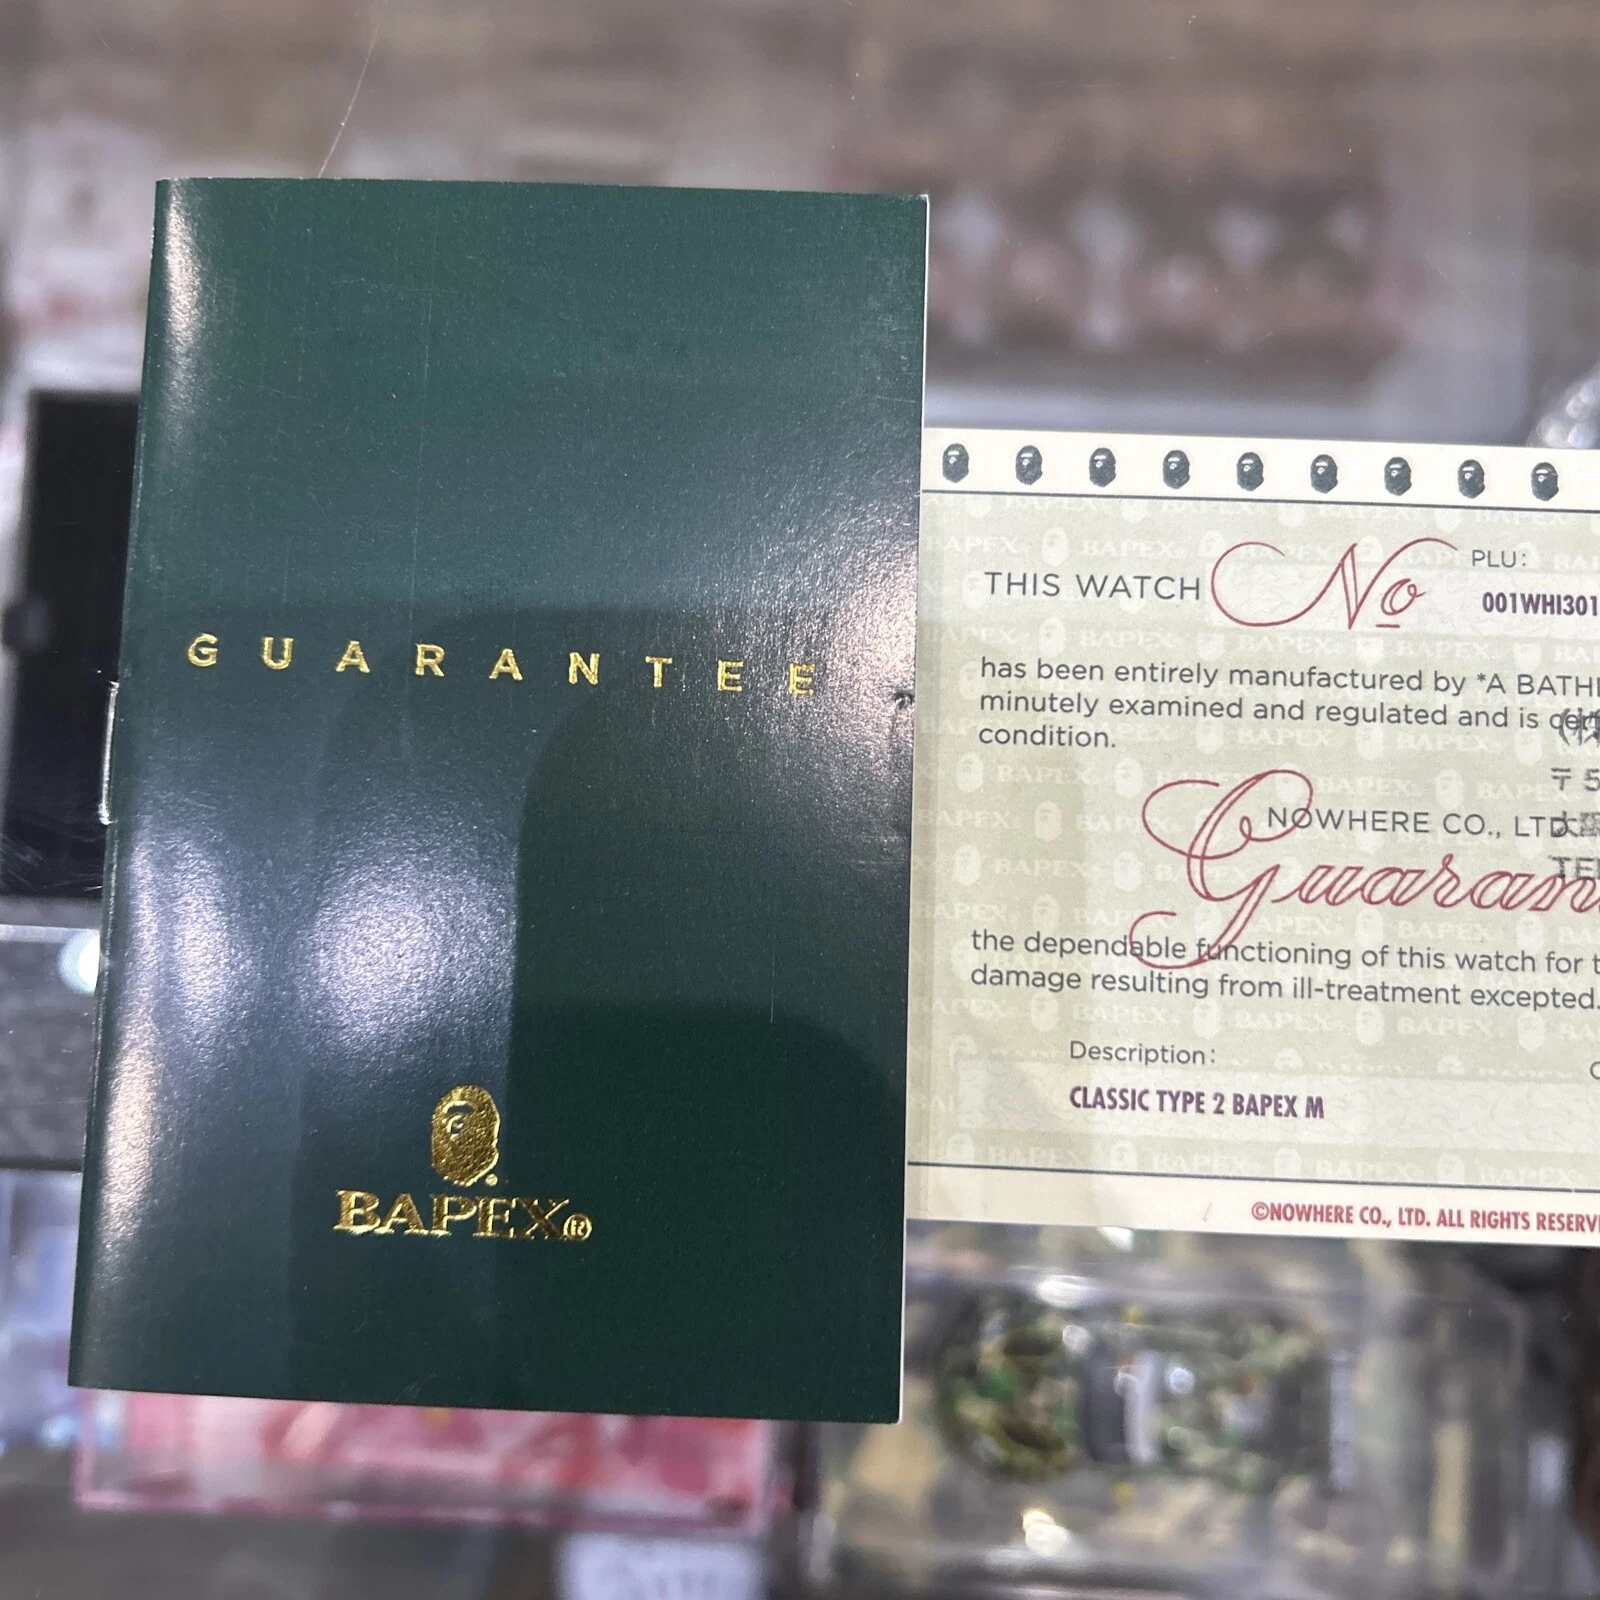 GUARANTEE
BAPEX®
THIS WATCH No PLU:
001WHI301
has been entirely manufactured by *A BATHI
minutely examined and regulated and is
condition.
〒5
NOWHERE CO., LTD.
TEL
Guaran
the dependable functioning of this watch for t
damage resulting from ill-treatment excepted.
Description:
CLASSIC TYPE 2 BAPEX M
©NOWHERE CO., LTD. ALL RIGHTS RESERV